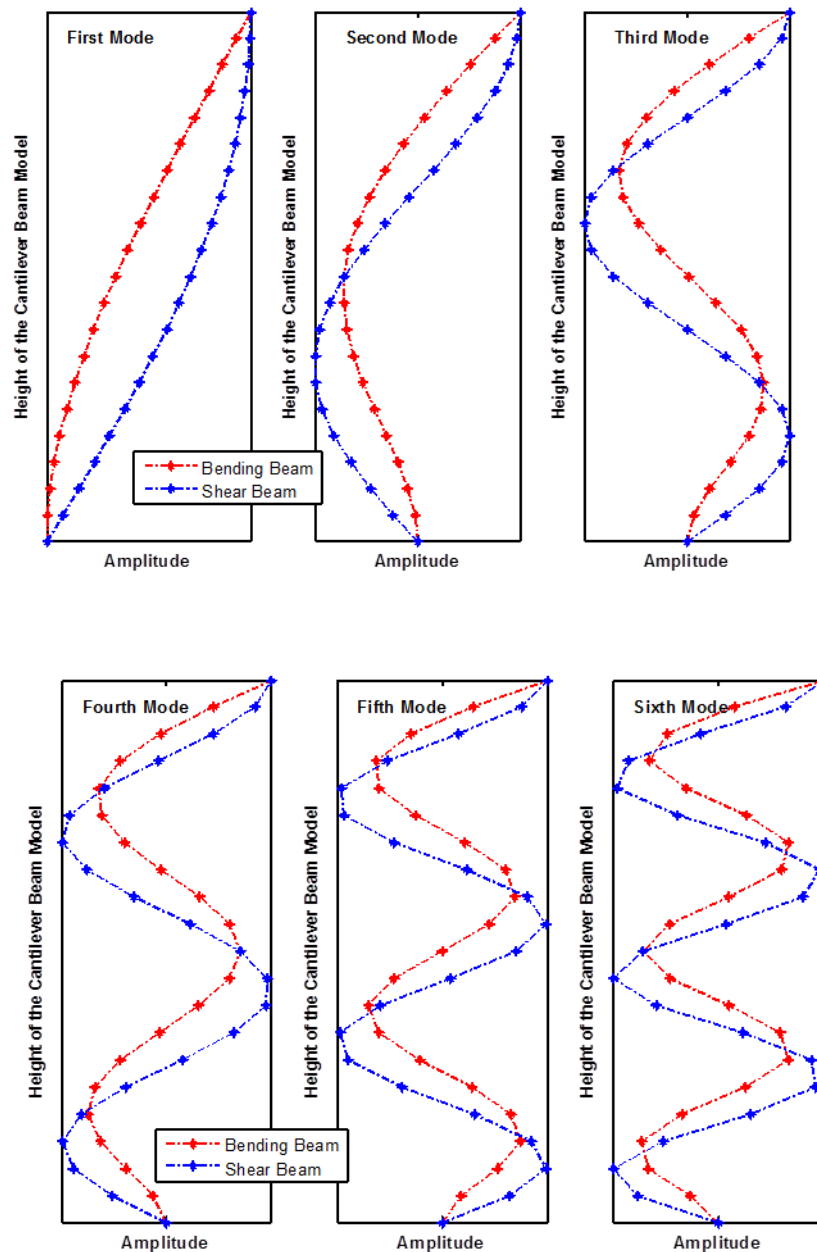 First Mode
Second Mode
Third Mode
Height of the Cantilever Beam Model
Height of the Cantilever Beam Model
Height of the Cantilever Beam Model
Bending Beam
Shear Beam
Amplitude
Amplitude
Amplitude
Fourth Mode
Fifth Mode
Sixth Mode
Height of the Cantilever Beam Model
Height of the Cantilever Beam Model
Height of the Cantilever Beam Model
Bending Beam
Shear Beam
Amplitude
Amplitude
Amplitude